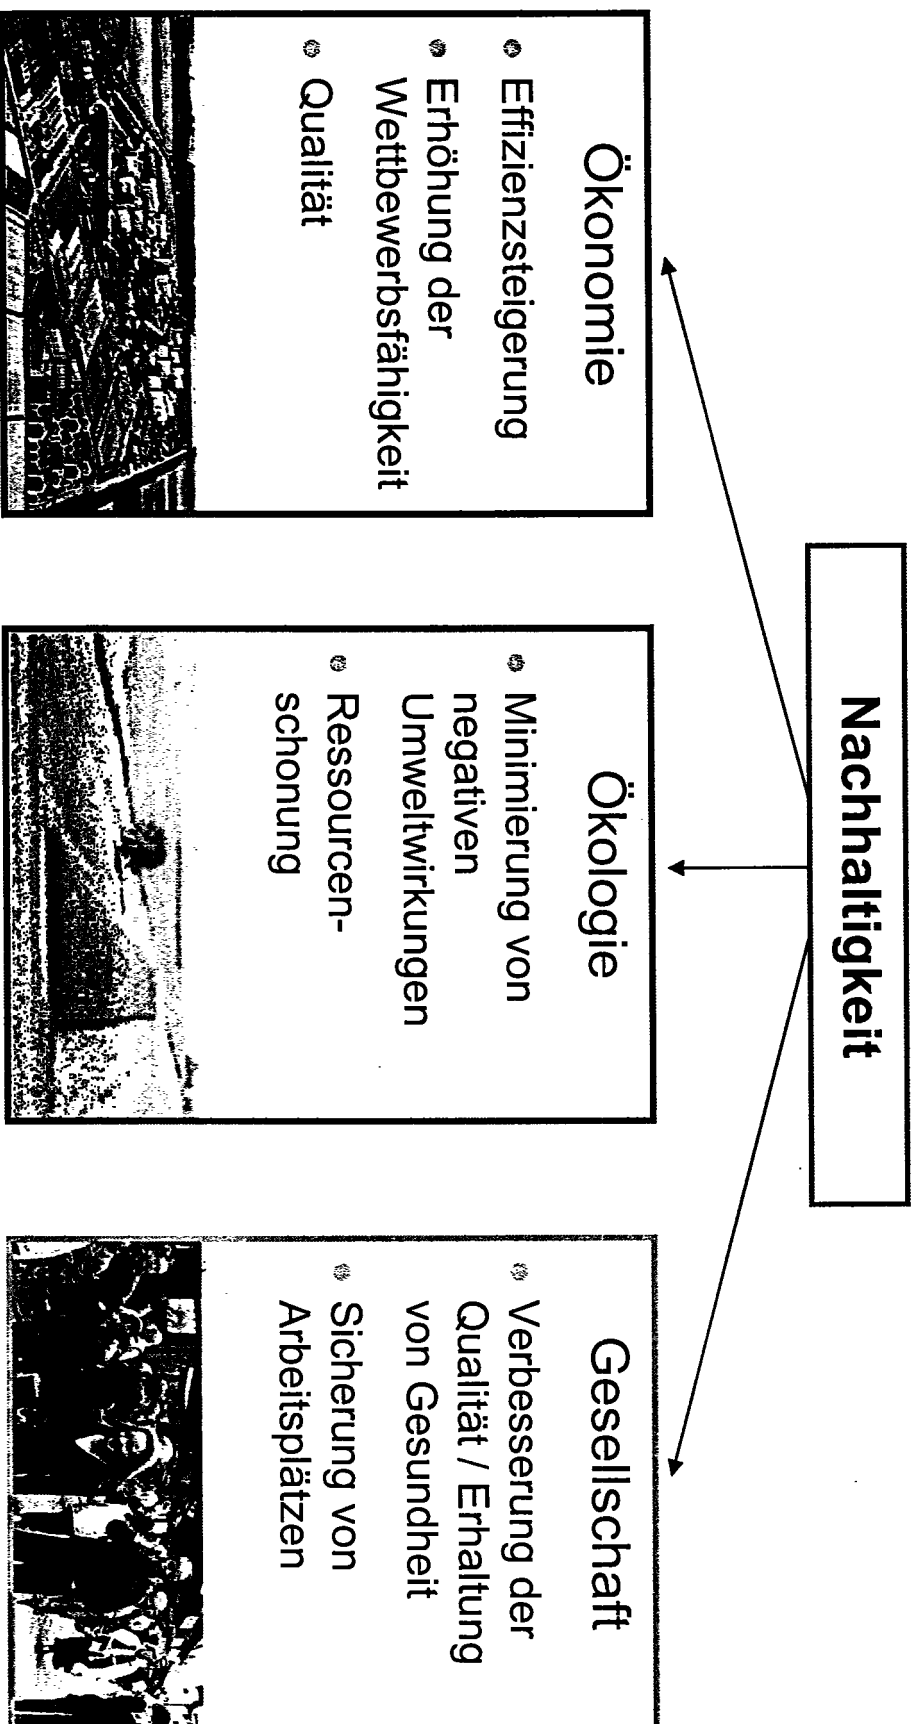 Nachhaltigkeit
Ökonomie
• Effizienzsteigerung
• Erhöhung der
Wettbewerbsfähigkeit
• Qualität
Ökologie
• Minimierung von
negativen
Umweltwirkungen
• Ressourcen-
schonung
Gesellschaft
• Verbesserung der
Qualität / Erhaltung
von Gesundheit
• Sicherung von
Arbeitsplätzen